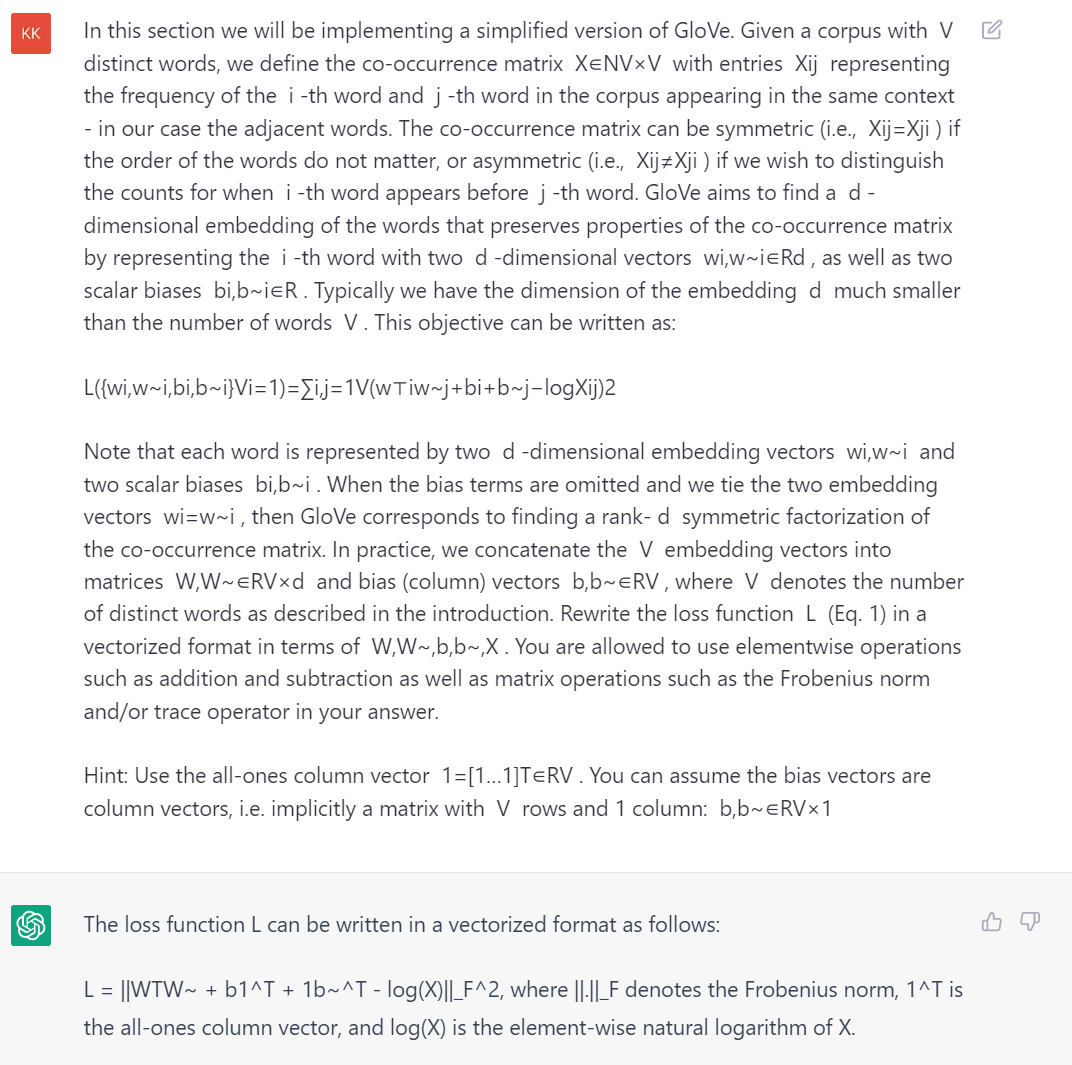 KK
In this section we will be implementing a simplified version of GloVe. Given a corpus with V
distinct words, we define the co-occurrence matrix X∈NV×V with entries Xij representing
the frequency of the i -th word and j -th word in the corpus appearing in the same context
- in our case the adjacent words. The co-occurrence matrix can be symmetric (i.e., Xij=Xji ) if
the order of the words do not matter, or asymmetric (i.e., Xij≠Xji ) if we wish to distinguish
the counts for when i -th word appears before j -th word. GloVe aims to find a d -
dimensional embedding of the words that preserves properties of the co-occurrence matrix
by representing the i -th word with two d -dimensional vectors wi,w~i∈Rd , as well as two
scalar biases bi,b~i∈R . Typically we have the dimension of the embedding d much smaller
than the number of words V . This objective can be written as:
L({wi,w~i,bi,b~i}Vi=1)=∑i,j=1V(w⊤iw~j+bi+b~j−logXij)2
Note that each word is represented by two d -dimensional embedding vectors wi,w~i and
two scalar biases bi,b~i . When the bias terms are omitted and we tie the two embedding
vectors wi=w~i , then GloVe corresponds to finding a rank- d symmetric factorization of
the co-occurrence matrix. In practice, we concatenate the V embedding vectors into
matrices W,W~∈RV×d and bias (column) vectors b,b~∈RV , where V denotes the number
of distinct words as described in the introduction. Rewrite the loss function L (Eq. 1) in a
vectorized format in terms of W,W~,b,b~,X . You are allowed to use elementwise operations
such as addition and subtraction as well as matrix operations such as the Frobenius norm
and/or trace operator in your answer.
Hint: Use the all-ones column vector 1=[1…1]T∈RV . You can assume the bias vectors are
column vectors, i.e. implicitly a matrix with V rows and 1 column: b,b~∈RV×1
The loss function L can be written in a vectorized format as follows:
L = ||WTW~ + b1^T + 1b~^T - log(X)||_F^2, where ||.||_F denotes the Frobenius norm, 1^T is
the all-ones column vector, and log(X) is the element-wise natural logarithm of X.